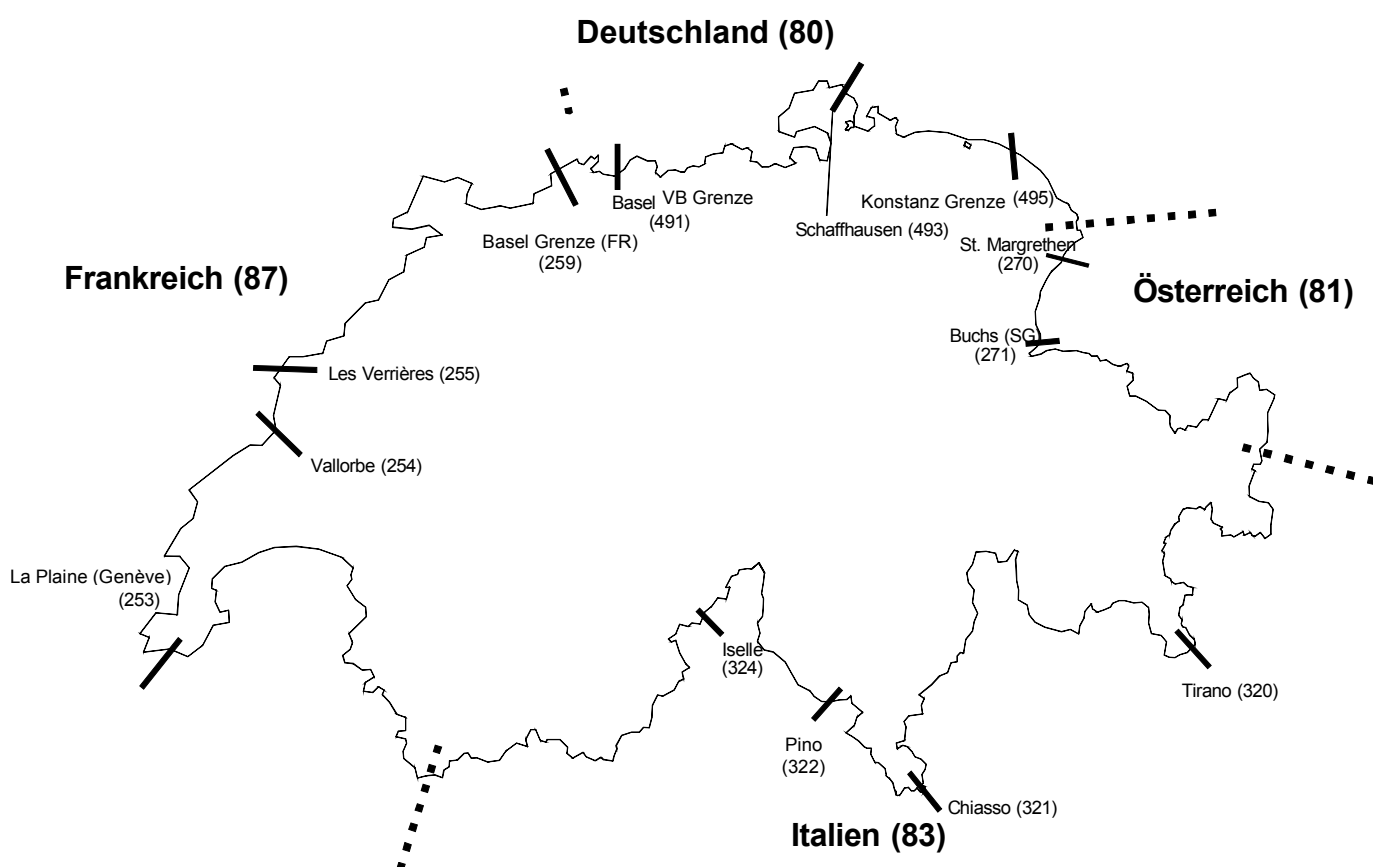 Deutschland (80)
Basel VB Grenze
(491)
Konstanz Grenze (495)
Schaffhausen (493)
Basel Grenze (FR)
(259)
St. Margrethen
(270)
Frankreich (87)
Österreich (81)
Buchs (SG)
(271)
Les Verrières (255)
Vallorbe (254)
La Plaine (Genève)
(253)
Iselle
(324)
Tirano (320)
Pino
(322)
Chiasso (321)
Italien (83)